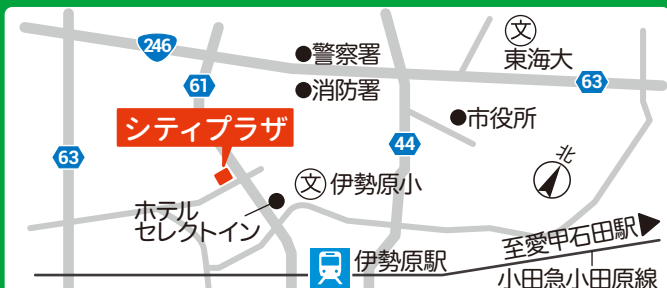 246
警察署
文
東海大
61
消防署
63
シティプラザ
市役所
63
44
北
文 伊勢原小
ホテル
セレクトイン
至愛甲石田駅
伊勢原駅
小田急小田原線